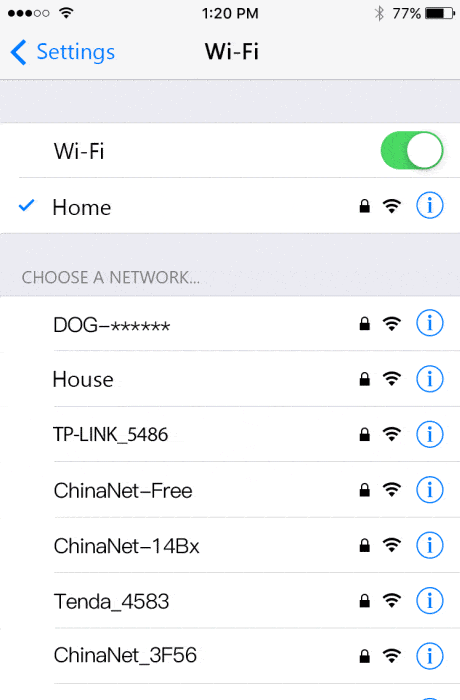 1:20 PM 77%
Settings Wi-Fi
Wi-Fi
Home
CHOOSE A NETWORK...
DOG-******
House
TP-LINK_5486
ChinaNet-Free
ChinaNet-14Bx
Tenda_4583
ChinaNet_3F56